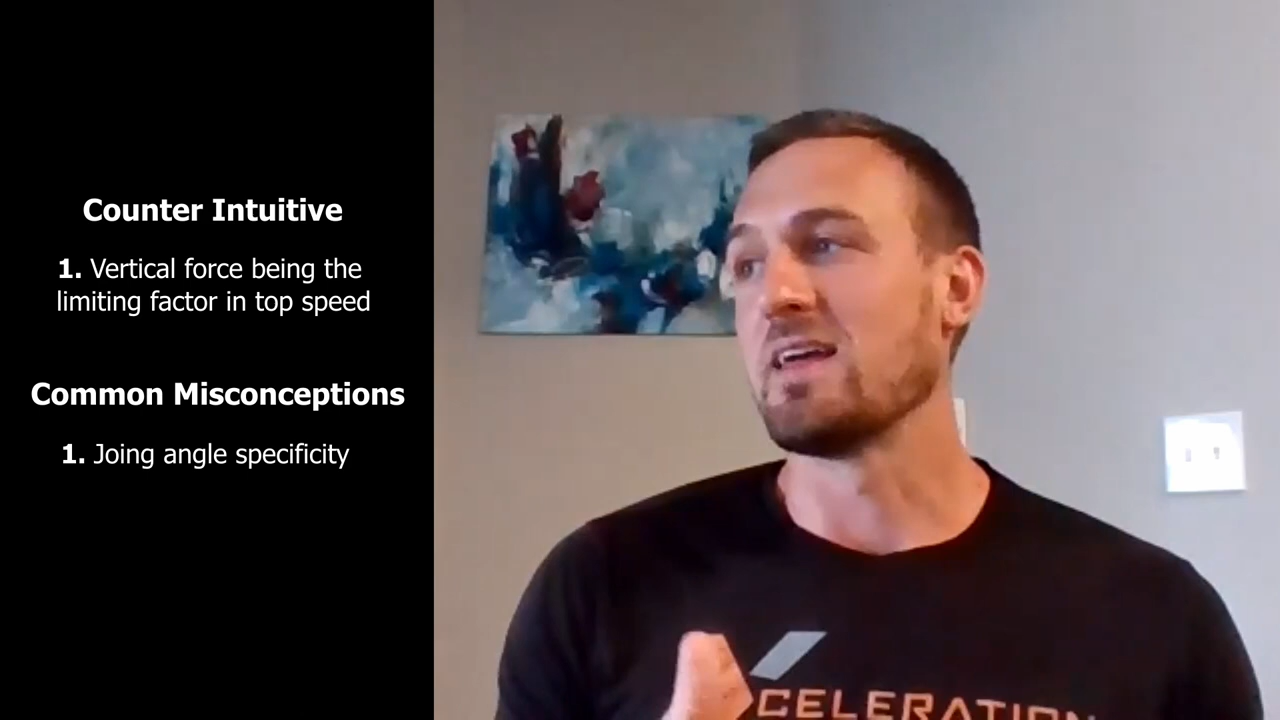 Counter Intuitive
1. Vertical force being the
limiting factor in top speed
Common Misconceptions
1. Joing angle specificity
CELERATION